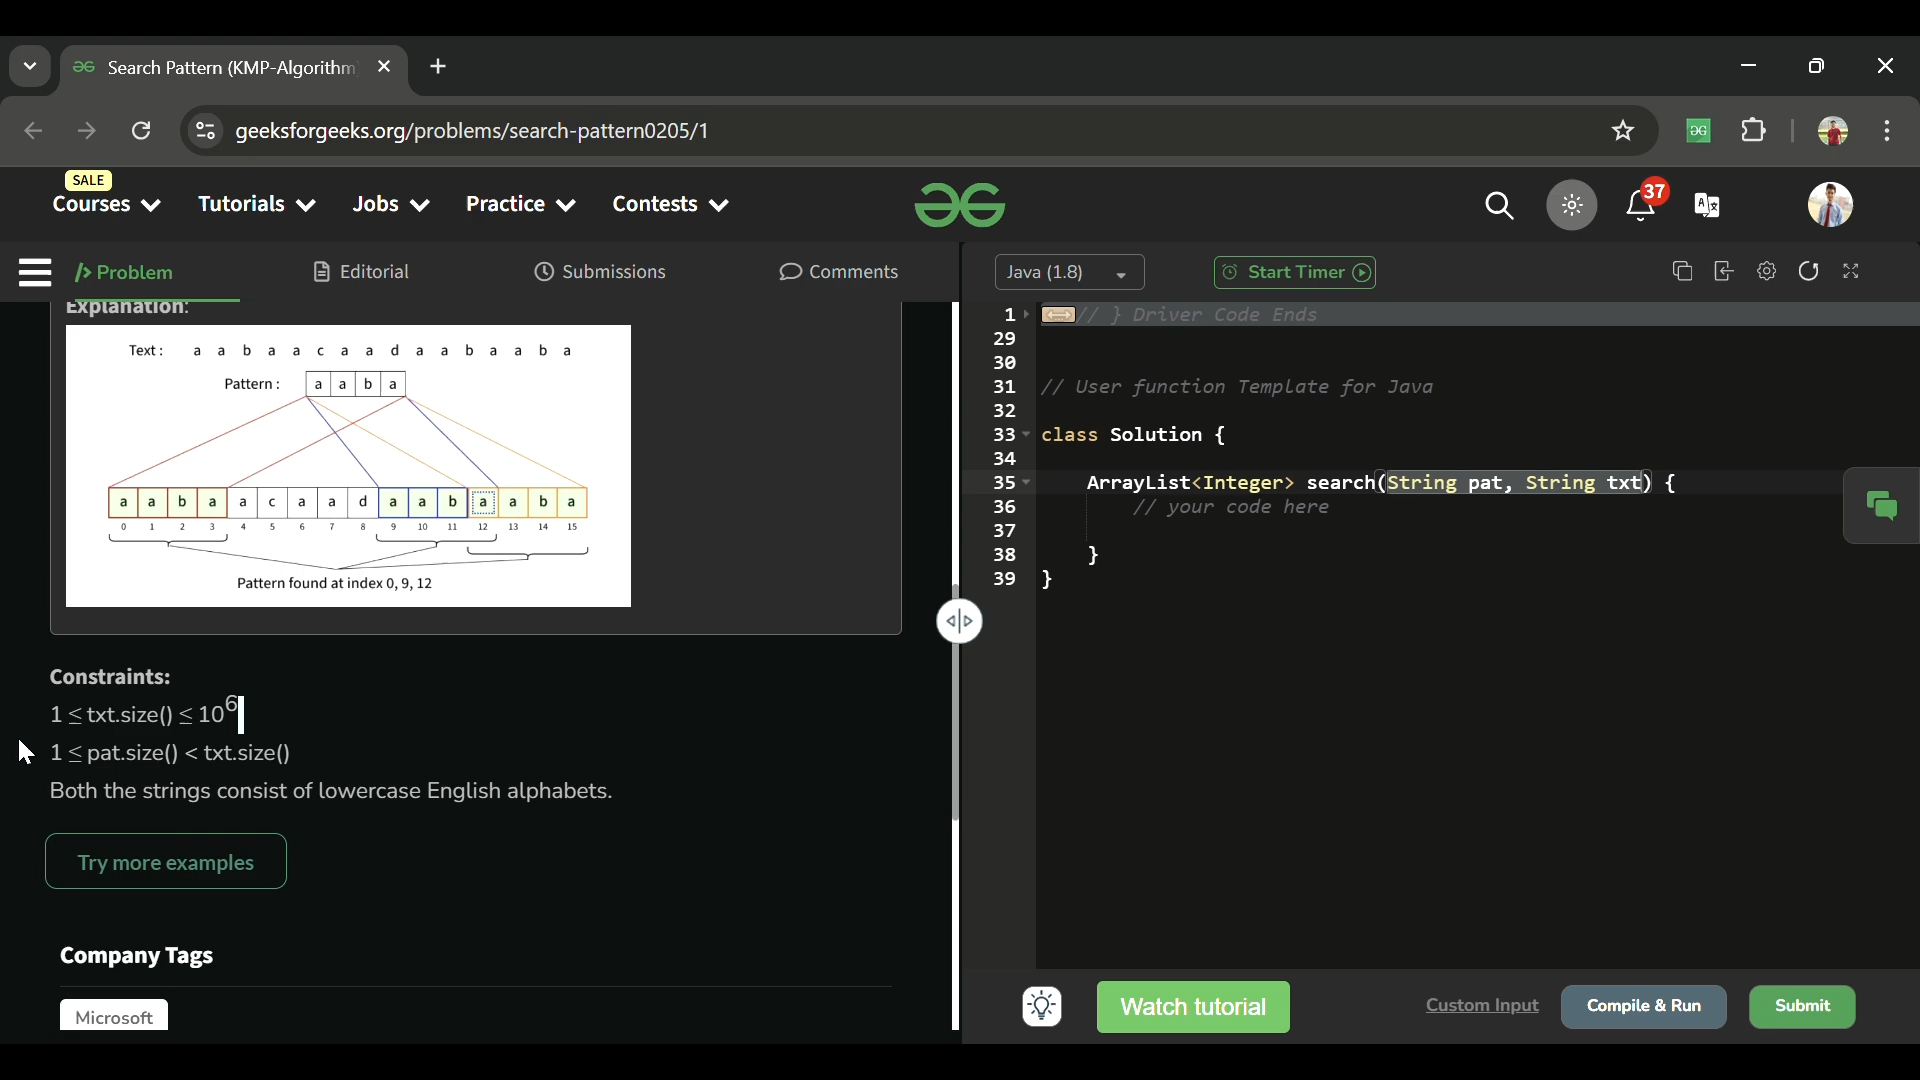 Search Pattern (KMP-Algorithm
geeksforgeeks.org/problems/search-pattern0205/1
SALE
Courses Tutorials Jobs Practice Contests
37
Problem Editorial Submissions Comments
Java (1.8) Start Timer
Explanation:
Text : a a b a a c a a d a a b a a b a
Pattern : a a b a
a a b a a c a a d a a b a a b a
0 1 2 3 4 5 6 7 8 9 10 11 12 13 14 15
Pattern found at index 0, 9, 12
Constraints:
1 ≤ txt.size() ≤ 10^6
1 ≤ pat.size() < txt.size()
Both the strings consist of lowercase English alphabets.
Try more examples
Company Tags
Microsoft
1 // } Driver Code Ends
29
30
31 // User function Template for Java
32
33 class Solution {
34
35 ArrayList<Integer> search(String pat, String txt) {
36 // your code here
37
38 }
39 }
Watch tutorial Custom Input Compile & Run Submit